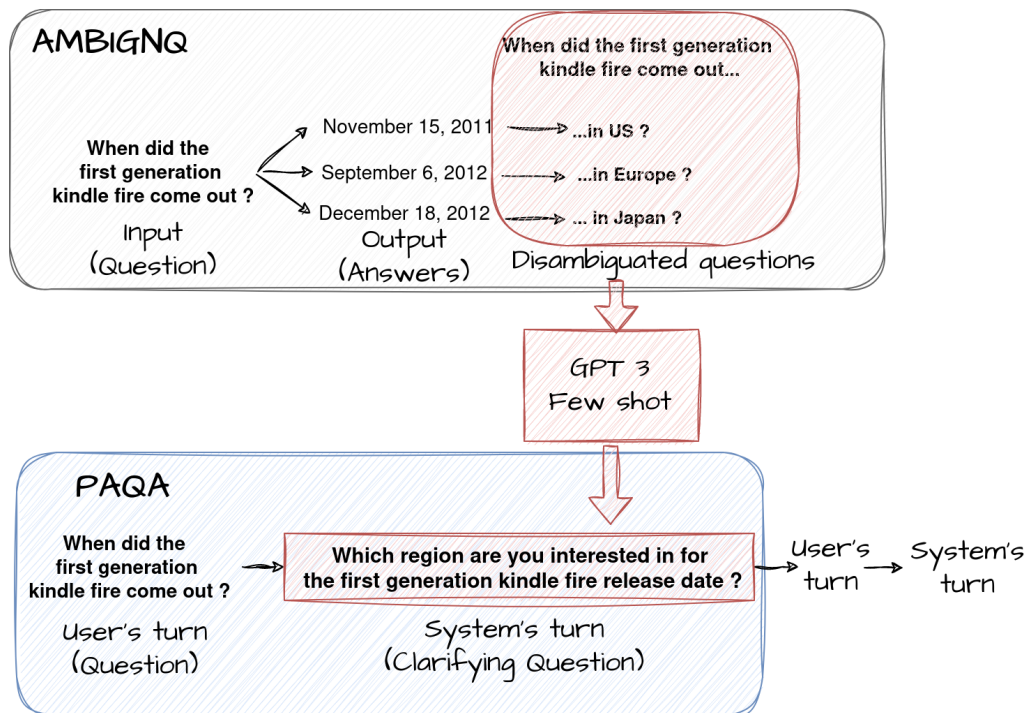 AMBIGNQ
When did the first generation
kindle fire come out...
When did the
first generation
kindle fire come out ?
Input
(Question)
November 15, 2011
September 6, 2012
December 18, 2012
Output
(Answers)
...in US ?
...in Europe ?
... in Japan ?
Disambiguated questions
GPT 3
Few shot
PAQA
When did the
first generation
kindle fire come out ?
User's turn
(Question)
Which region are you interested in for
the first generation kindle fire release date ?
System's turn
(Clarifying Question)
User's
turn
System's
turn